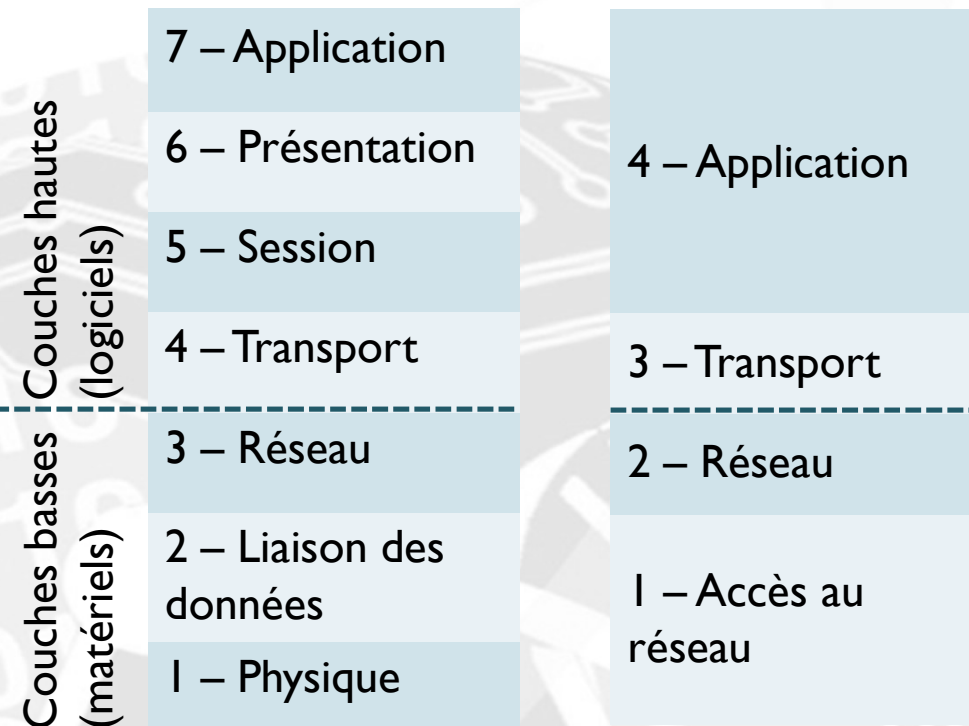 Couches hautes
(logiciels)
Couches basses
(matériels)
7 – Application
6 – Présentation
5 – Session
4 – Transport
3 – Réseau
2 – Liaison des
données
1 – Physique
4 – Application
3 – Transport
2 – Réseau
1 – Accès au
réseau